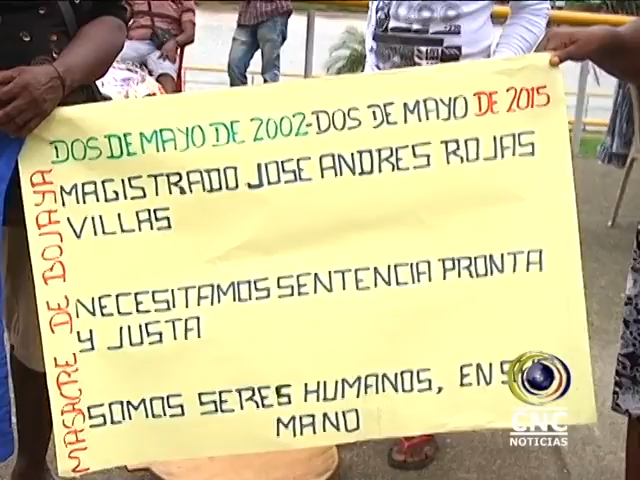 DOS DE MAYO DE 2002-DOS DE MAYO DE 2015
MASACRE DE BOJAYA
MAGISTRADO JOSE ANDRES ROJAS
VILLAS
NECESITAMOS SENTENCIA PRONTA
Y JUSTA
SOMOS SERES HUMANOS, EN
MANO
CNC
NOTICIAS